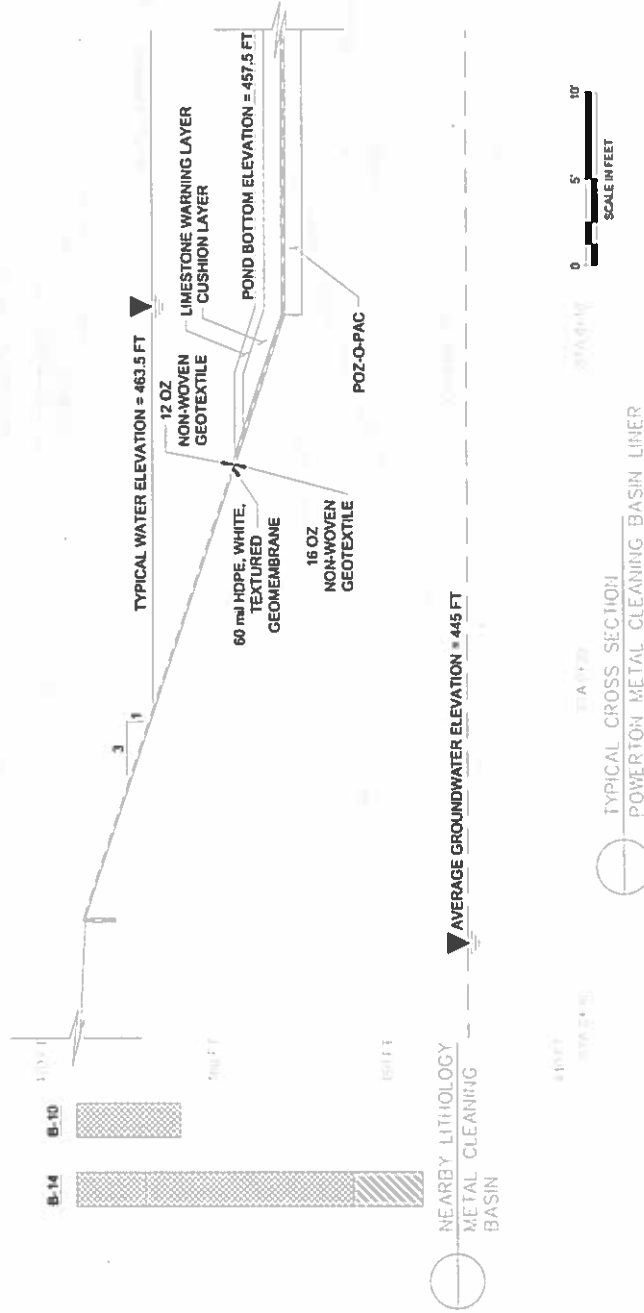 B-14
B-10
NEARBY LITHOLOGY
METAL CLEANING
BASIN
3
1
TYPICAL WATER ELEVATION = 463.5 FT
12 OZ
NON-WOVEN
GEOTEXTILE
LIMESTONE WARNING LAYER
CUSHION LAYER
POND BOTTOM ELEVATION = 457.5 FT
60 mil HDPE, WHITE,
TEXTURED
GEOMEMBRANE
16 OZ
NON-WOVEN
GEOTEXTILE
POZ-O-PAC
AVERAGE GROUNDWATER ELEVATION = 445 FT
TYPICAL CROSS SECTION
POWERTON METAL CLEANING BASIN LINER
0
5'
10'
SCALE IN FEET